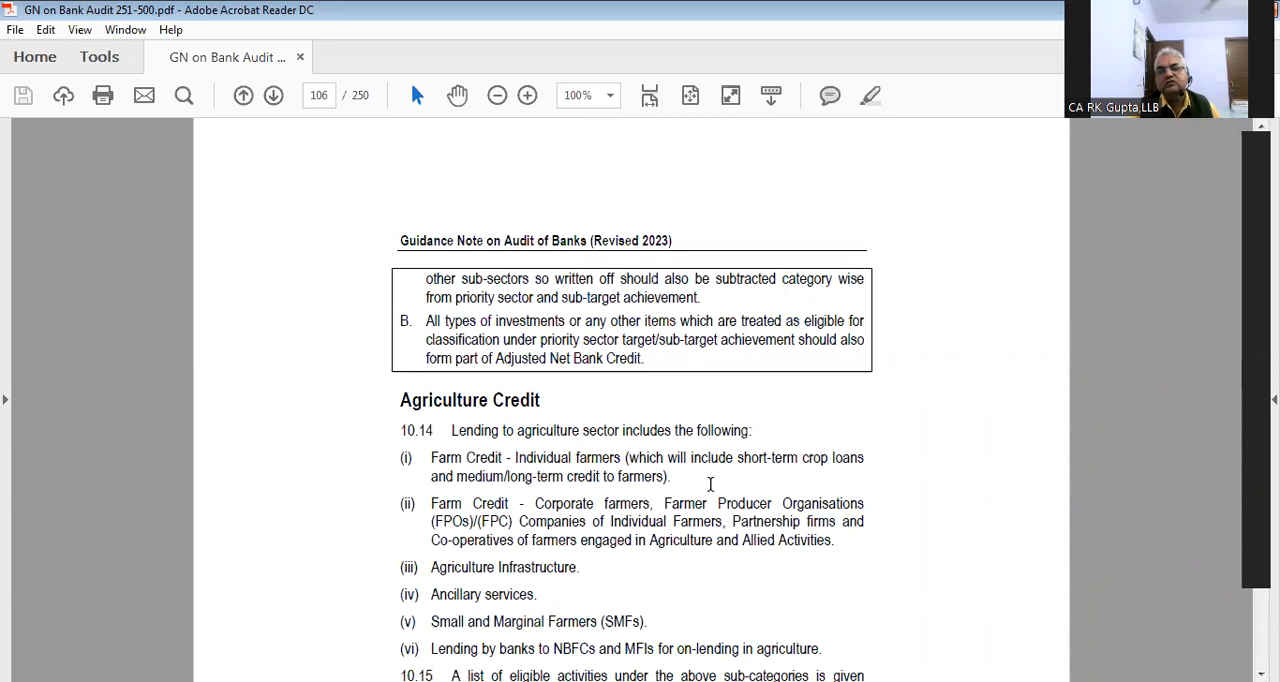 GN on Bank Audit 251-500.pdf - Adobe Acrobat Reader DC
File Edit View Window Help
Home Tools GN on Bank Audit ... ×
106 / 250 100%
CA RK Gupta,LLB
Guidance Note on Audit of Banks (Revised 2023)
other sub-sectors so written off should also be subtracted category wise
from priority sector and sub-target achievement.
B. All types of investments or any other items which are treated as eligible for
classification under priority sector target/sub-target achievement should also
form part of Adjusted Net Bank Credit.
Agriculture Credit
10.14 Lending to agriculture sector includes the following:
(i) Farm Credit - Individual farmers (which will include short-term crop loans
and medium/long-term credit to farmers).
(ii) Farm Credit - Corporate farmers, Farmer Producer Organisations
(FPOs)/(FPC) Companies of Individual Farmers, Partnership firms and
Co-operatives of farmers engaged in Agriculture and Allied Activities.
(iii) Agriculture Infrastructure.
(iv) Ancillary services.
(v) Small and Marginal Farmers (SMFs).
(vi) Lending by banks to NBFCs and MFIs for on-lending in agriculture.
10.15 A list of eligible activities under the above sub-categories is given